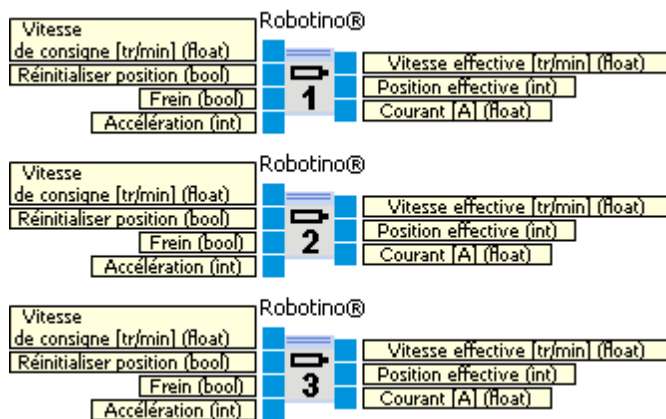 Robotino®
Vitesse
de consigne [tr/min] (float)
Réinitialiser position (bool)
Frein (bool)
Accélération (int)
1
Vitesse effective [tr/min] (float)
Position effective (int)
Courant [A] (float)
Robotino®
Vitesse
de consigne [tr/min] (float)
Réinitialiser position (bool)
Frein (bool)
Accélération (int)
2
Vitesse effective [tr/min] (float)
Position effective (int)
Courant [A] (float)
Robotino®
Vitesse
de consigne [tr/min] (float)
Réinitialiser position (bool)
Frein (bool)
Accélération (int)
3
Vitesse effective [tr/min] (float)
Position effective (int)
Courant [A] (float)